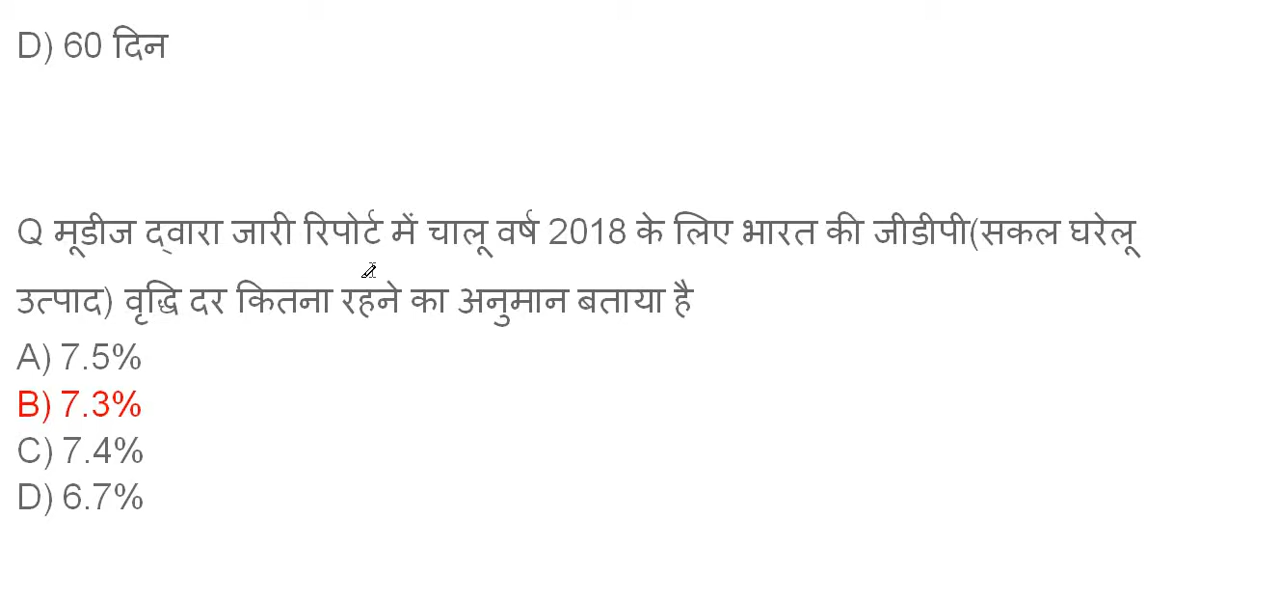 D) 60 दिन
Q मूडीज द्वारा जारी रिपोर्ट में चालू वर्ष 2018 के लिए भारत की जीडीपी(सकल घरेलू
उत्पाद) वृद्धि दर कितना रहने का अनुमान बताया है
A) 7.5%
B) 7.3%
C) 7.4%
D) 6.7%